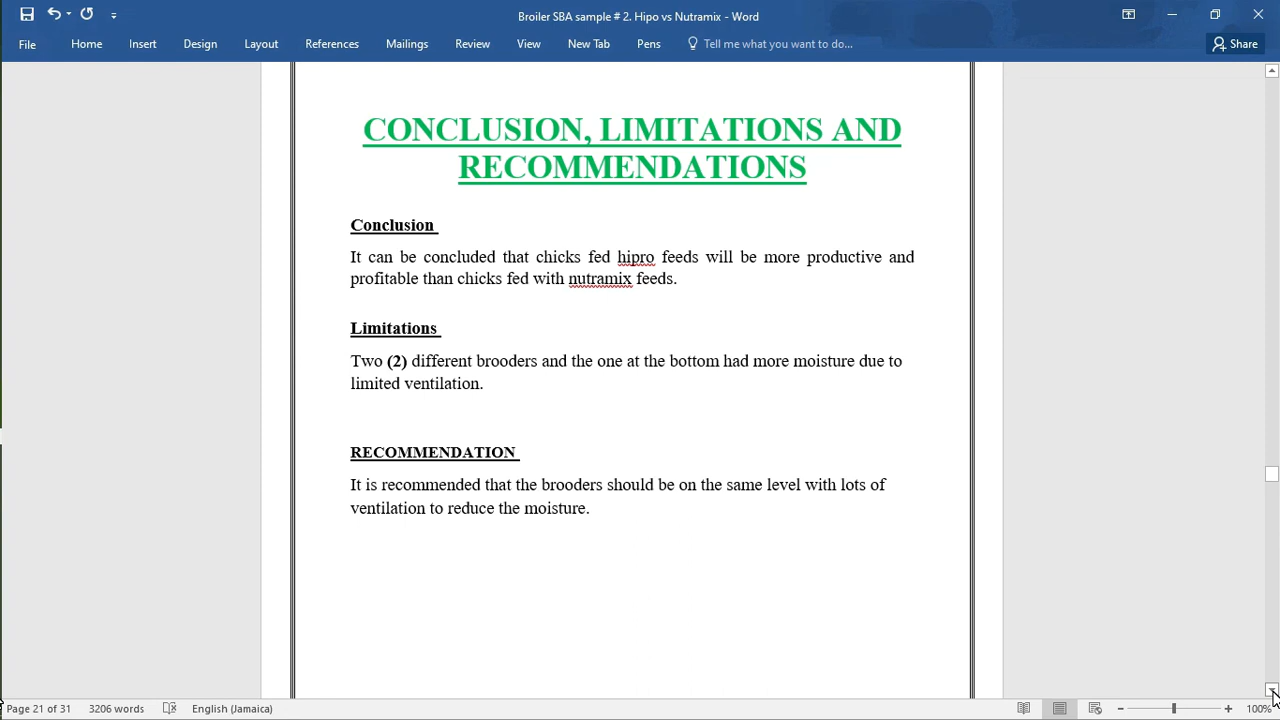 Broiler SBA sample # 2. Hipo vs Nutramix - Word
File Home Insert Design Layout References Mailings Review View New Tab Pens Tell me what you want to do... Share
CONCLUSION, LIMITATIONS AND
RECOMMENDATIONS
Conclusion
It can be concluded that chicks fed hipro feeds will be more productive and
profitable than chicks fed with nutramix feeds.
Limitations
Two (2) different brooders and the one at the bottom had more moisture due to
limited ventilation.
RECOMMENDATION
It is recommended that the brooders should be on the same level with lots of
ventilation to reduce the moisture.
Page 21 of 31 3206 words English (Jamaica) 100%